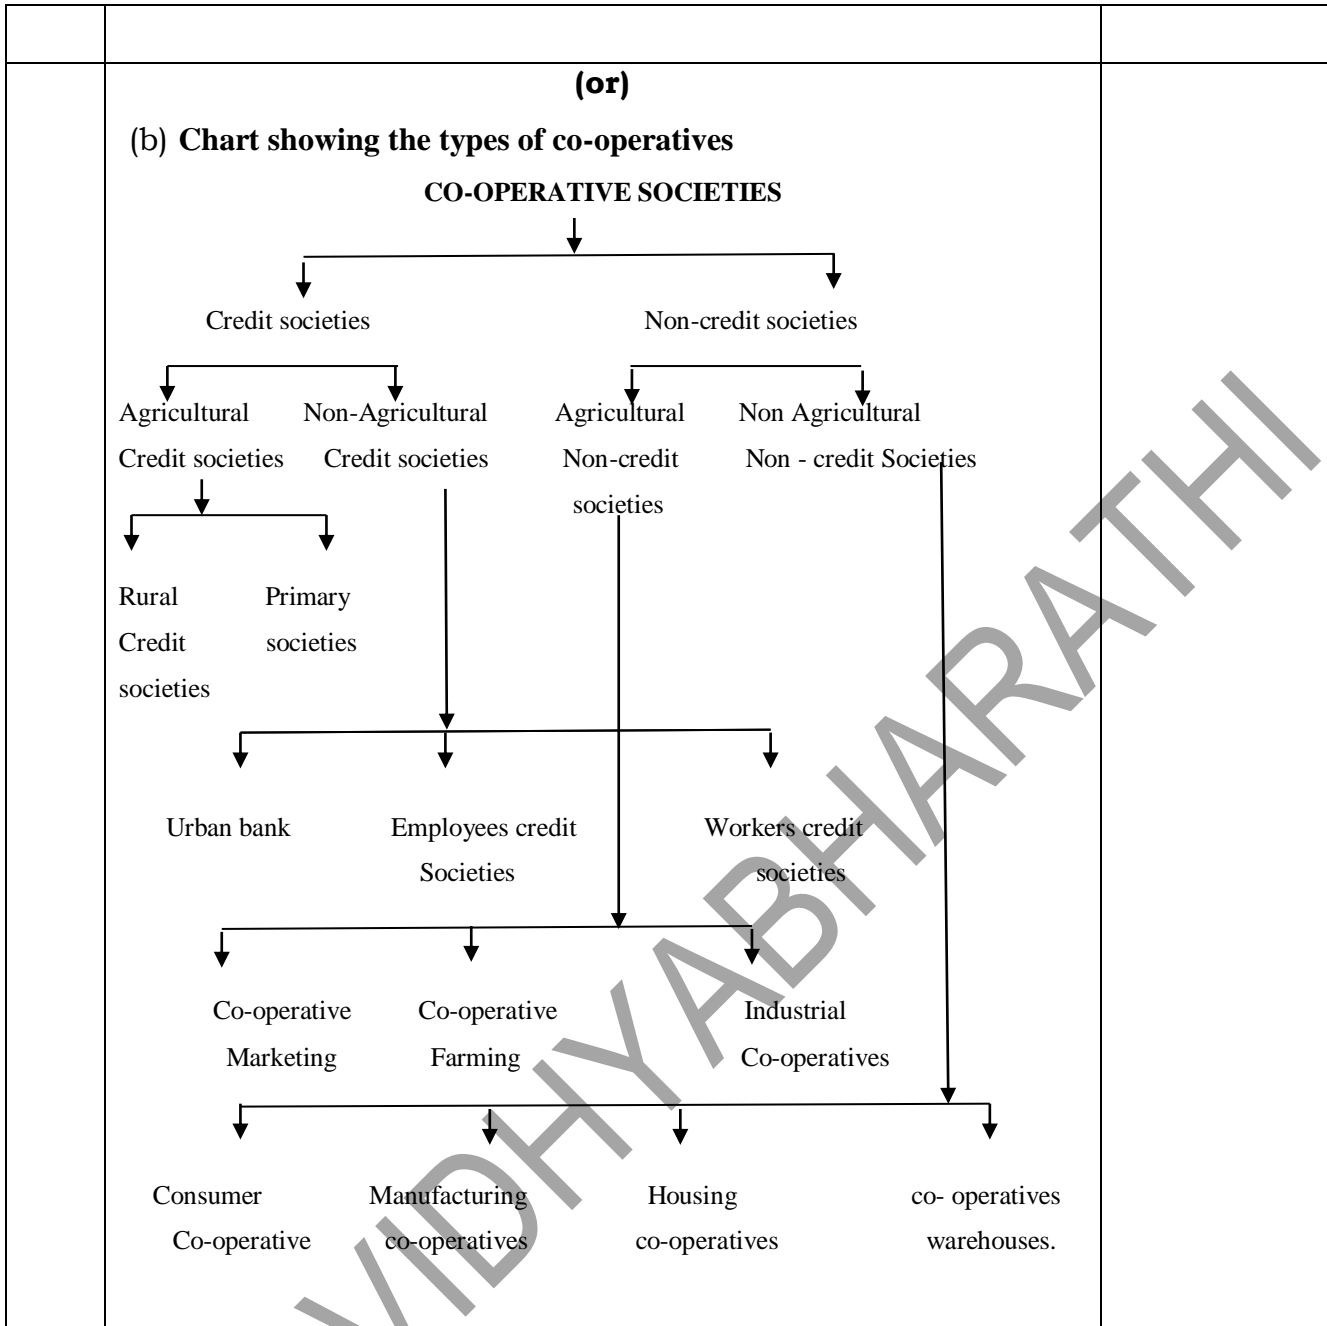 (or)
(b) Chart showing the types of co-operatives
CO-OPERATIVE SOCIETIES
Credit societies Non-credit societies
Agricultural Non-Agricultural Agricultural Non Agricultural
Credit societies Credit societies Non-credit Non - credit Societies
societies
Rural Primary
Credit societies
societies
Urban bank Employees credit Workers credit
Societies societies
Co-operative Co-operative Industrial
Marketing Farming Co-operatives
Consumer Manufacturing Housing co- operatives
Co-operative co-operatives co-operatives warehouses.
VIDHYABHARATHI